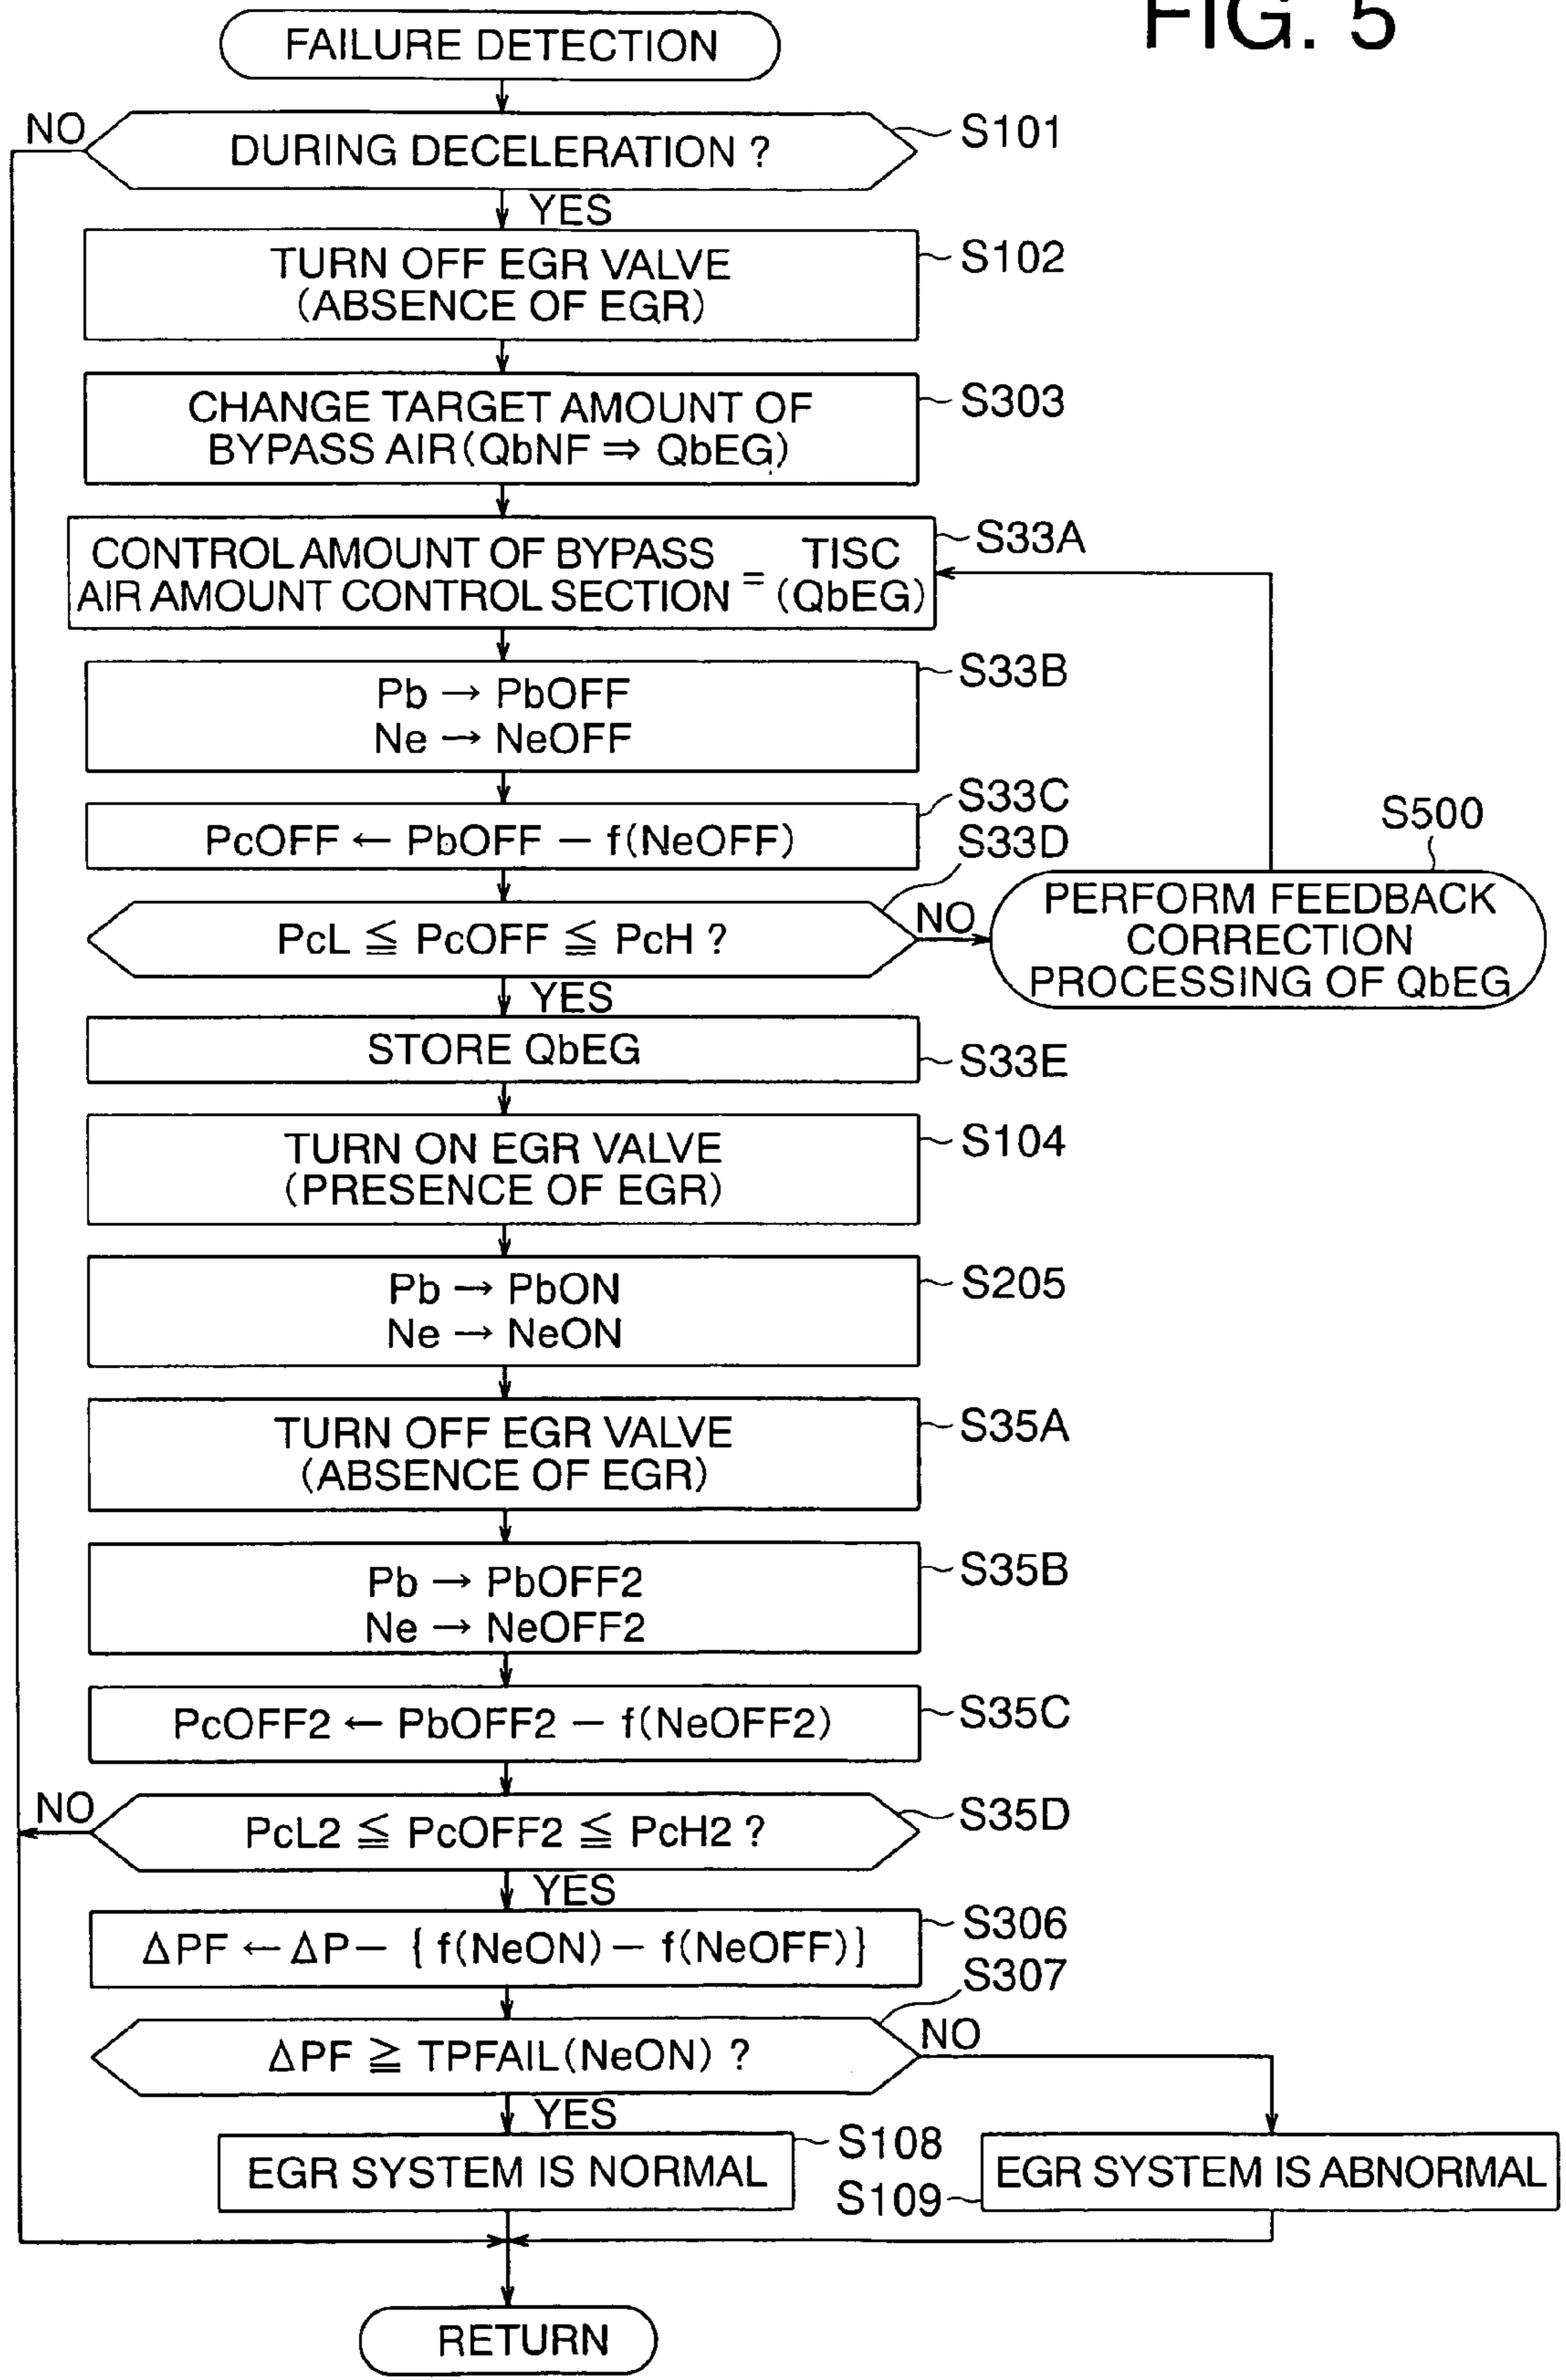 FIG. 5
FAILURE DETECTION
NO
DURING DECELERATION ?
S101
YES
TURN OFF EGR VALVE
(ABSENCE OF EGR)
S102
CHANGE TARGET AMOUNT OF
BYPASS AIR(QbNF ⇒ QbEG)
S303
CONTROL AMOUNT OF BYPASS
AIR AMOUNT CONTROL SECTION
= TISC
(QbEG)
S33A
Pb → PbOFF
Ne → NeOFF
S33B
PcOFF ← PbOFF − f(NeOFF)
S33C
S33D
PcL ≦ PcOFF ≦ PcH ?
NO
S500
PERFORM FEEDBACK
CORRECTION
PROCESSING OF QbEG
YES
STORE QbEG
S33E
TURN ON EGR VALVE
(PRESENCE OF EGR)
S104
Pb → PbON
Ne → NeON
S205
TURN OFF EGR VALVE
(ABSENCE OF EGR)
S35A
Pb → PbOFF2
Ne → NeOFF2
S35B
PcOFF2 ← PbOFF2 − f(NeOFF2)
S35C
NO
PcL2 ≦ PcOFF2 ≦ PcH2 ?
S35D
YES
ΔPF ← ΔP − { f(NeON) − f(NeOFF)}
S306
S307
ΔPF ≧ TPFAIL(NeON) ?
NO
YES
EGR SYSTEM IS NORMAL
S108
S109
EGR SYSTEM IS ABNORMAL
RETURN